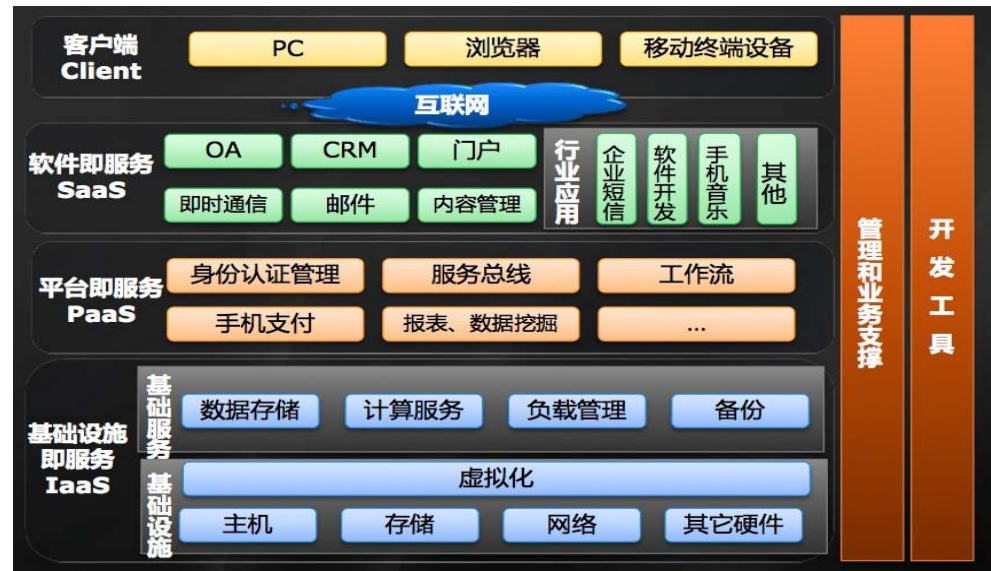 客户端
Client
PC
浏览器
移动终端设备
互联网
软件即服务
SaaS
OA
CRM
门户
即时通信
邮件
内容管理
行业应用
企业短信
软件开发
手机音乐
其他
平台即服务
PaaS
身份认证管理
服务总线
工作流
手机支付
报表、数据挖掘
...
基础设施
即服务
IaaS
基础服务
数据存储
计算服务
负载管理
备份
基础设施
虚拟化
主机
存储
网络
其它硬件
管理和业务支撑
开发工具